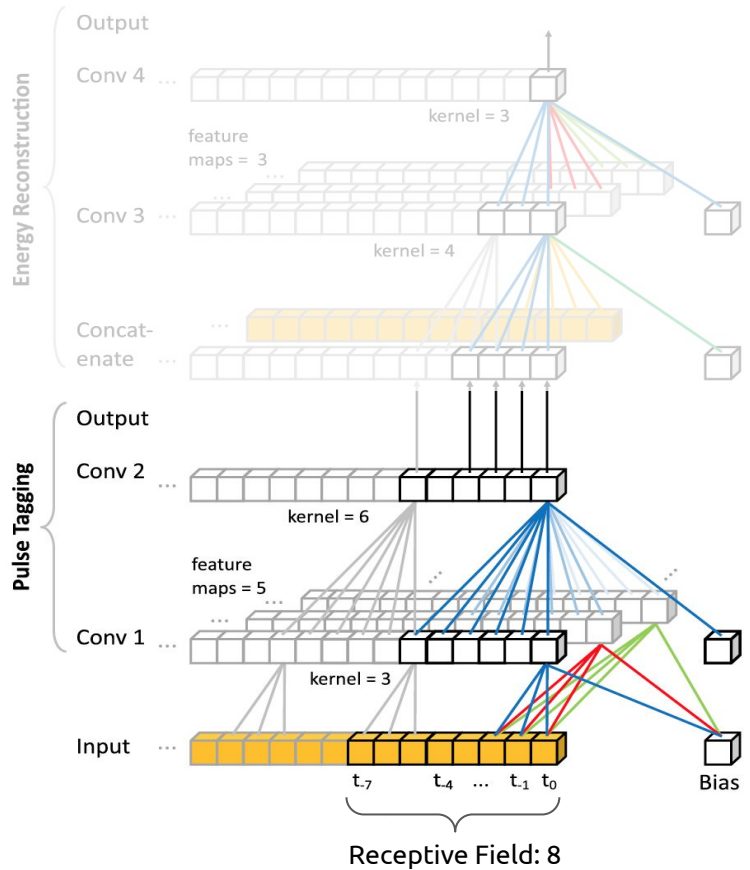 Energy Reconstruction
Output
Conv 4 ...
kernel = 3
feature
maps = 3
...
...
Conv 3 ...
kernel = 4
...
Concat-
enate ...
Pulse Tagging
Output
Conv 2 ...
kernel = 6
feature
maps = 5
...
...
...
...
Conv 1 ...
kernel = 3
Input ...
t-7 t-4 ... t-1 t0 Bias
Receptive Field: 8